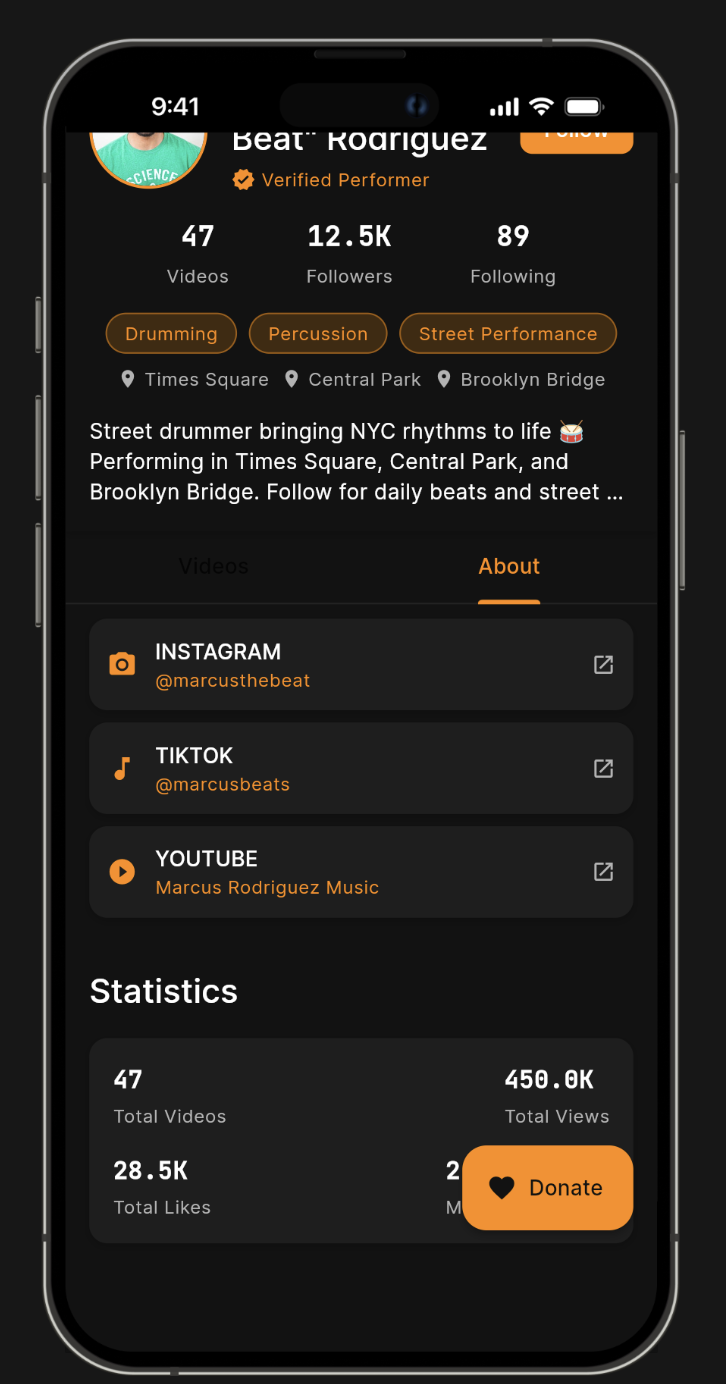 9:41
Beat" Rodriguez
Follow
SCIENCE
Verified Performer
47 12.5K 89
Videos Followers Following
Drumming Percussion Street Performance
Times Square Central Park Brooklyn Bridge
Street drummer bringing NYC rhythms to life 🥁
Performing in Times Square, Central Park, and
Brooklyn Bridge. Follow for daily beats and street ...
Videos About
INSTAGRAM
@marcusthebeat
TIKTOK
@marcusbeats
YOUTUBE
Marcus Rodriguez Music
Statistics
47 450.0K
Total Videos Total Views
28.5K 2
Total Likes M
Donate